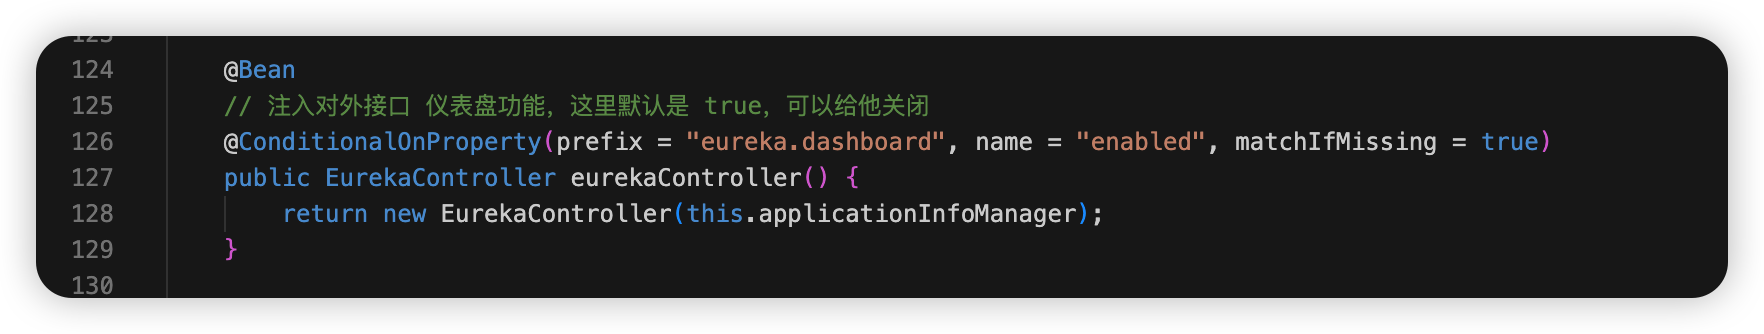 124 @Bean
125 // 注入对外接口 仪表盘功能，这里默认是 true，可以给他关闭
126 @ConditionalOnProperty(prefix = "eureka.dashboard", name = "enabled", matchIfMissing = true)
127 public EurekaController eurekaController() {
128 return new EurekaController(this.applicationInfoManager);
129 }
130